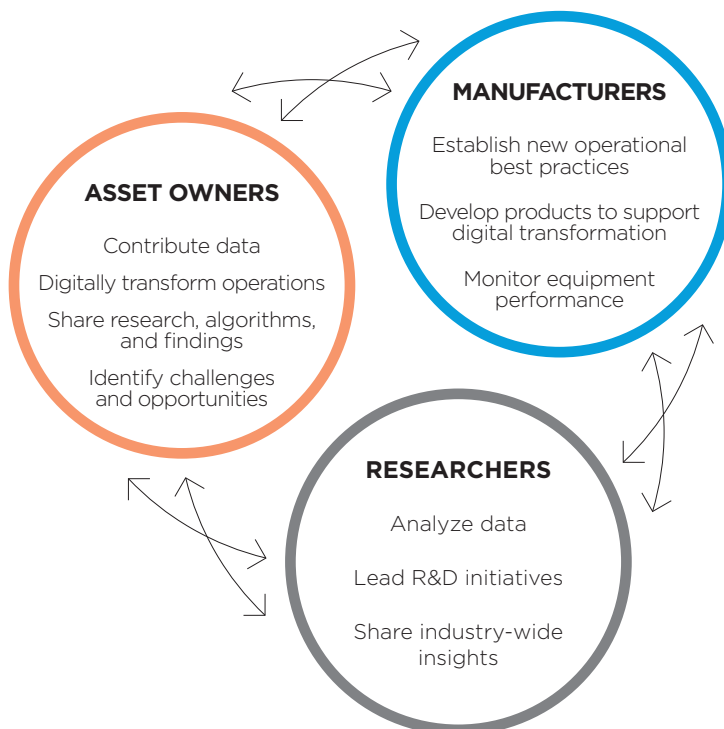 MANUFACTURERS
Establish new operational
best practices
Develop products to support
digital transformation
Monitor equipment
performance
ASSET OWNERS
Contribute data
Digitally transform operations
Share research, algorithms,
and findings
Identify challenges
and opportunities
RESEARCHERS
Analyze data
Lead R&D initiatives
Share industry-wide
insights